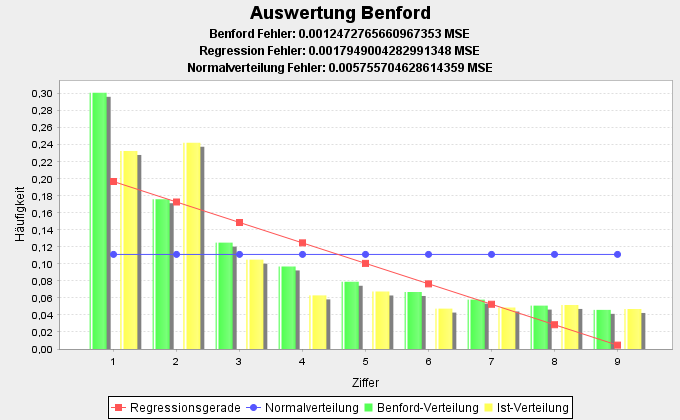 Auswertung Benford
Benford Fehler: 0.0012472765660967353 MSE
Regression Fehler: 0.0017949004282991348 MSE
Normalverteilung Fehler: 0.005755704628614359 MSE
Häufigkeit
0,30
0,28
0,26
0,24
0,22
0,20
0,18
0,16
0,14
0,12
0,10
0,08
0,06
0,04
0,02
0,00
1 2 3 4 5 6 7 8 9
Ziffer
Regressionsgerade Normalverteilung Benford-Verteilung Ist-Verteilung